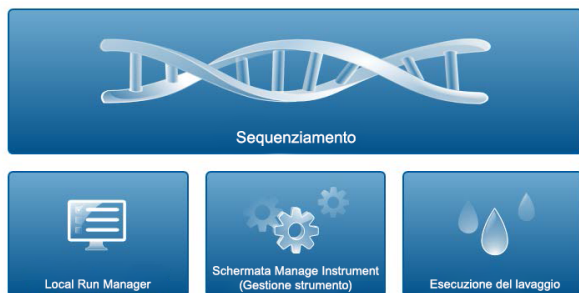 Sequenziamento
Local Run Manager
Schermata Manage Instrument
(Gestione strumento)
Esecuzione del lavaggio